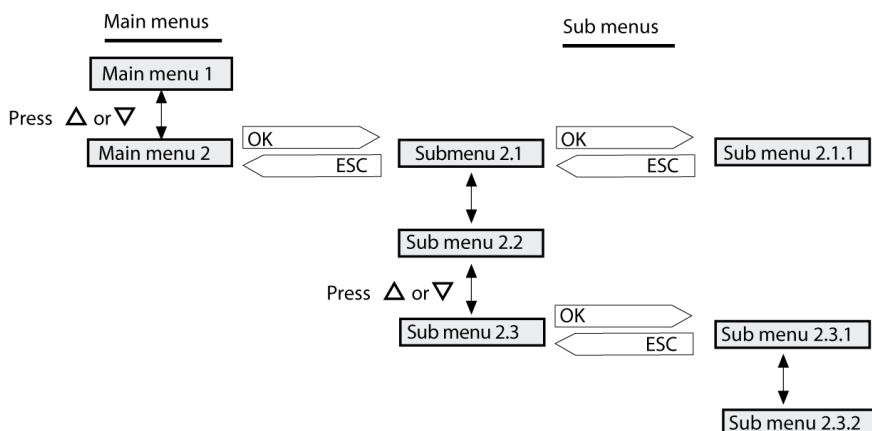 Main menus
Sub menus
Main menu 1
Press △ or ▽
Main menu 2
OK
ESC
Submenu 2.1
OK
ESC
Sub menu 2.1.1
Sub menu 2.2
Press △ or ▽
Sub menu 2.3
OK
ESC
Sub menu 2.3.1
Sub menu 2.3.2